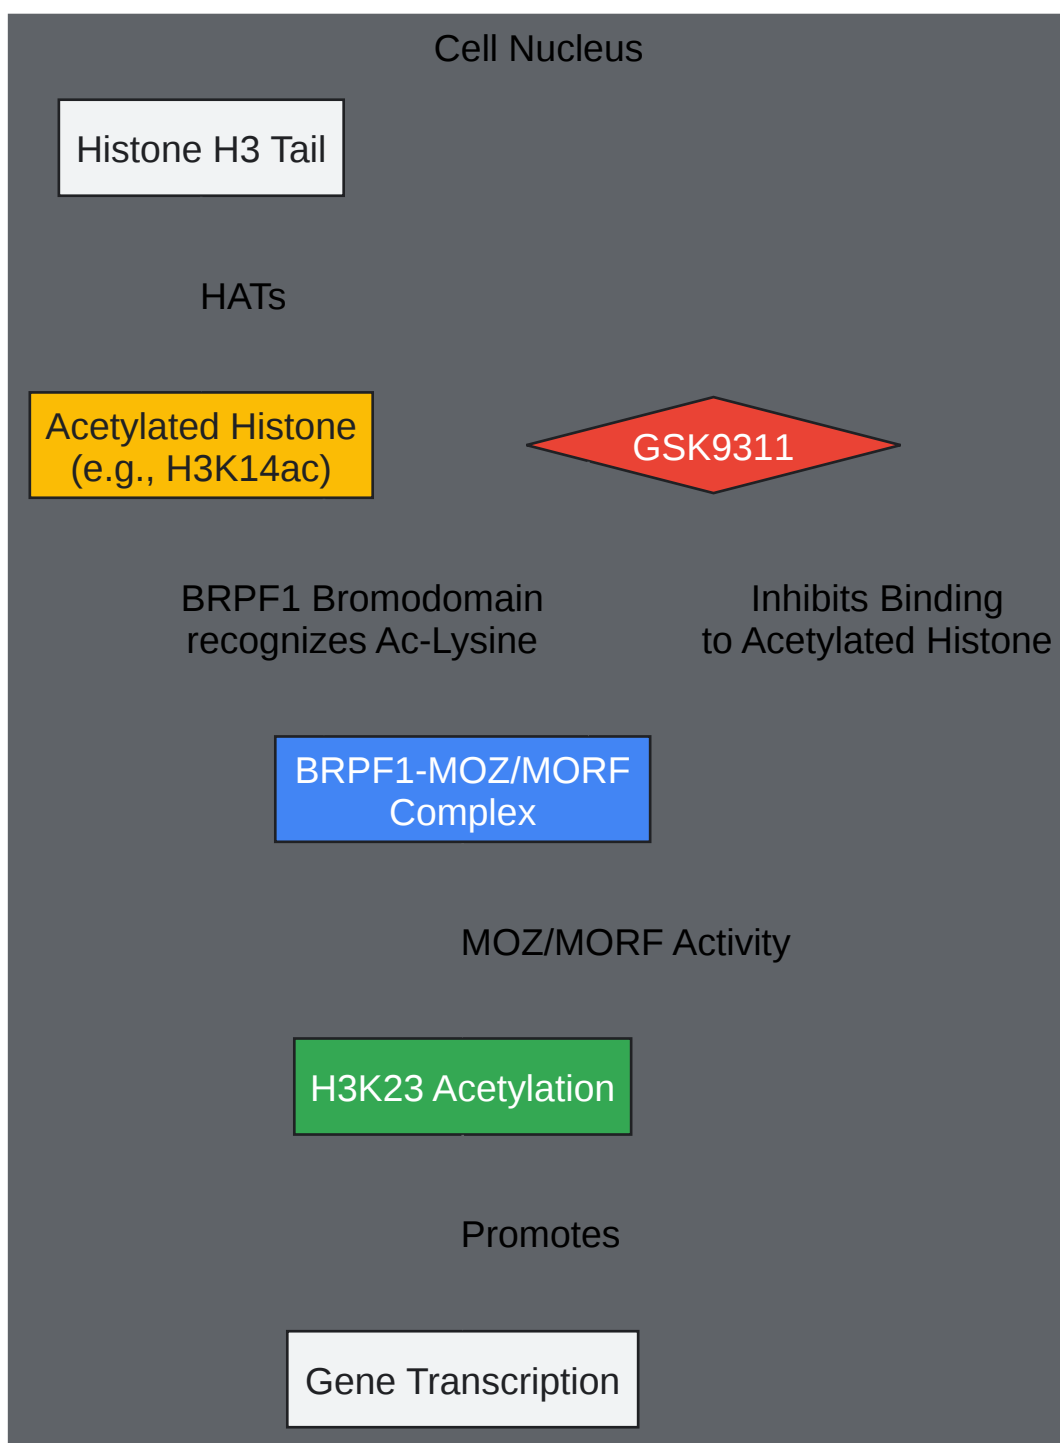 Cell Nucleus
Histone H3 Tail
HATs
Acetylated Histone
(e.g., H3K14ac)
GSK9311
BRPF1 Bromodomain
recognizes Ac-Lysine
Inhibits Binding
to Acetylated Histone
BRPF1-MOZ/MORF
Complex
MOZ/MORF Activity
H3K23 Acetylation
Promotes
Gene Transcription